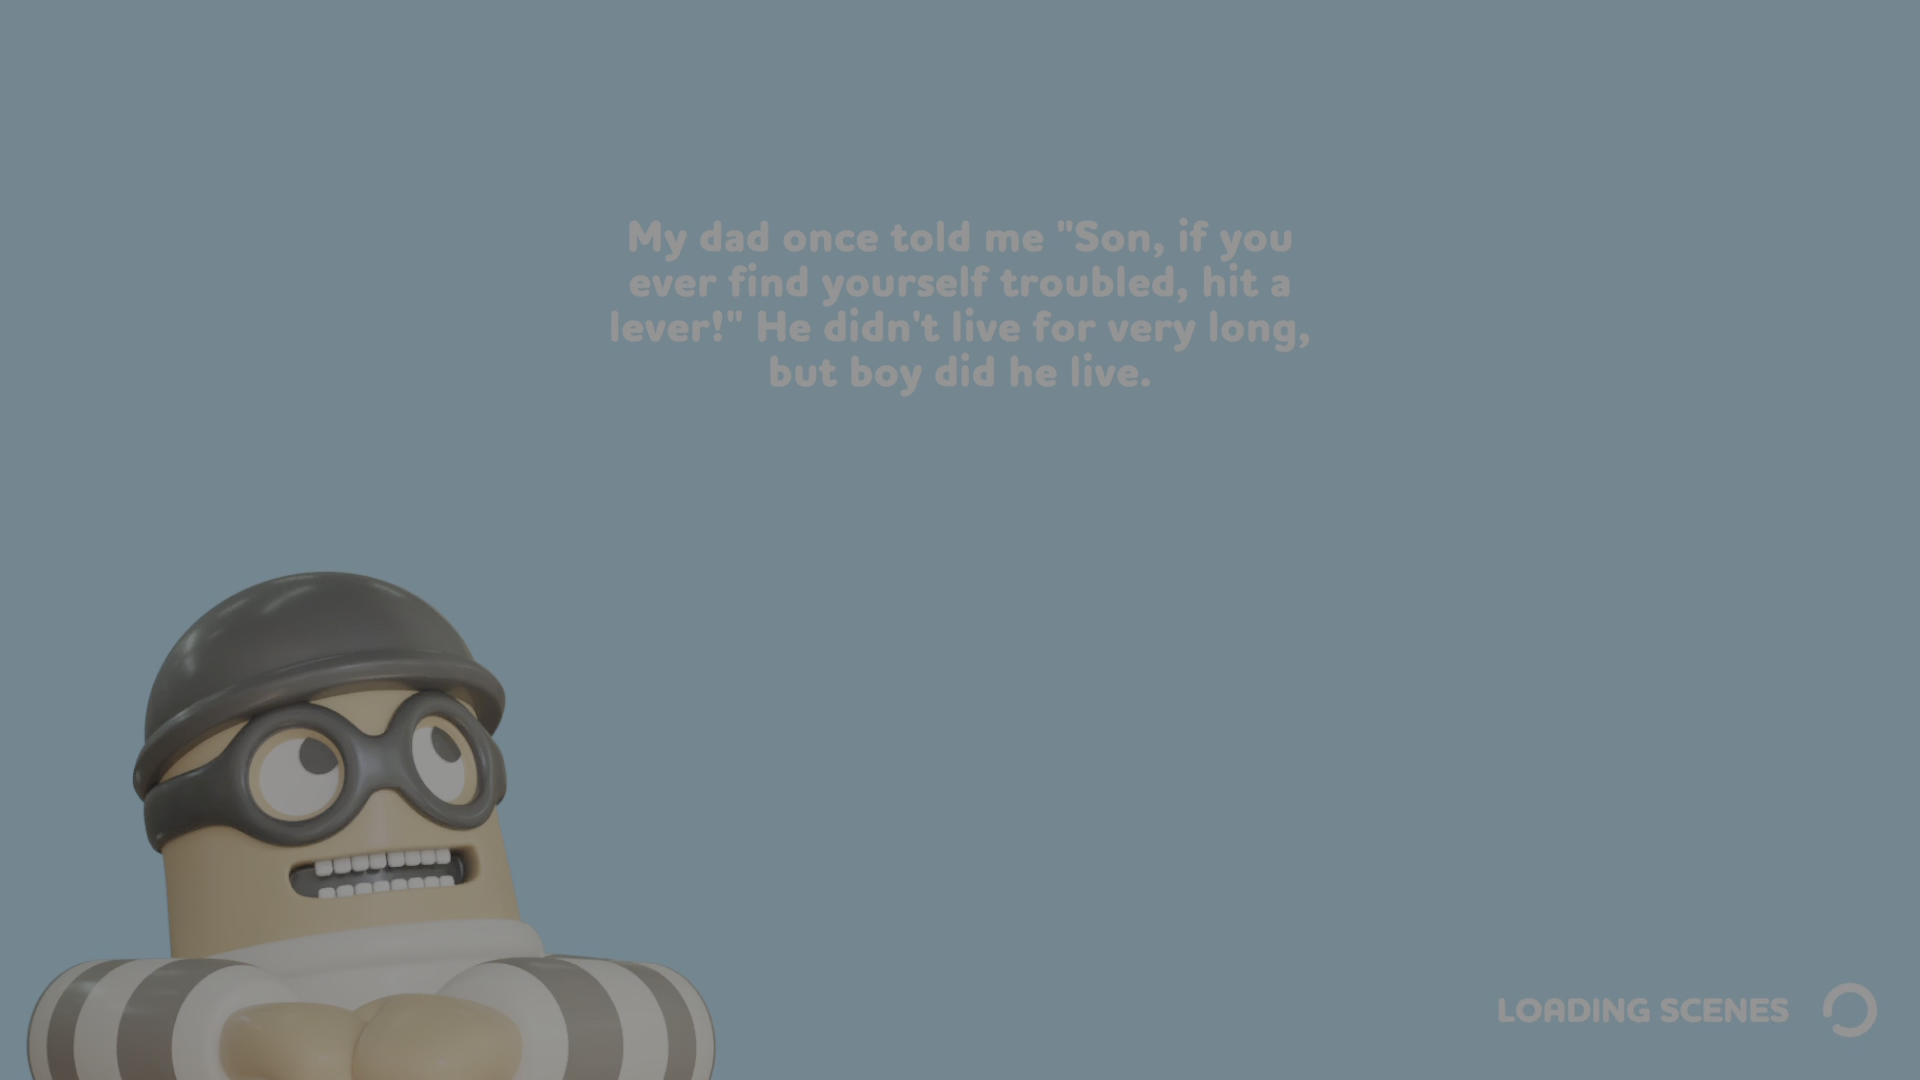 My dad once told me "Son, if you
ever find yourself troubled, hit a
lever!" He didn't live for very long,
but boy did he live.
LOADING SCENES